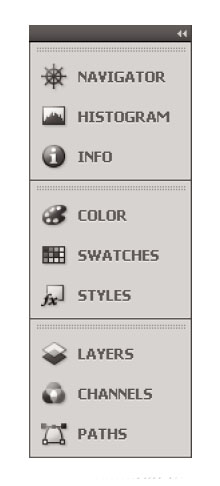 NAVIGATOR
HISTOGRAM
INFO
COLOR
SWATCHES
STYLES
LAYERS
CHANNELS
PATHS